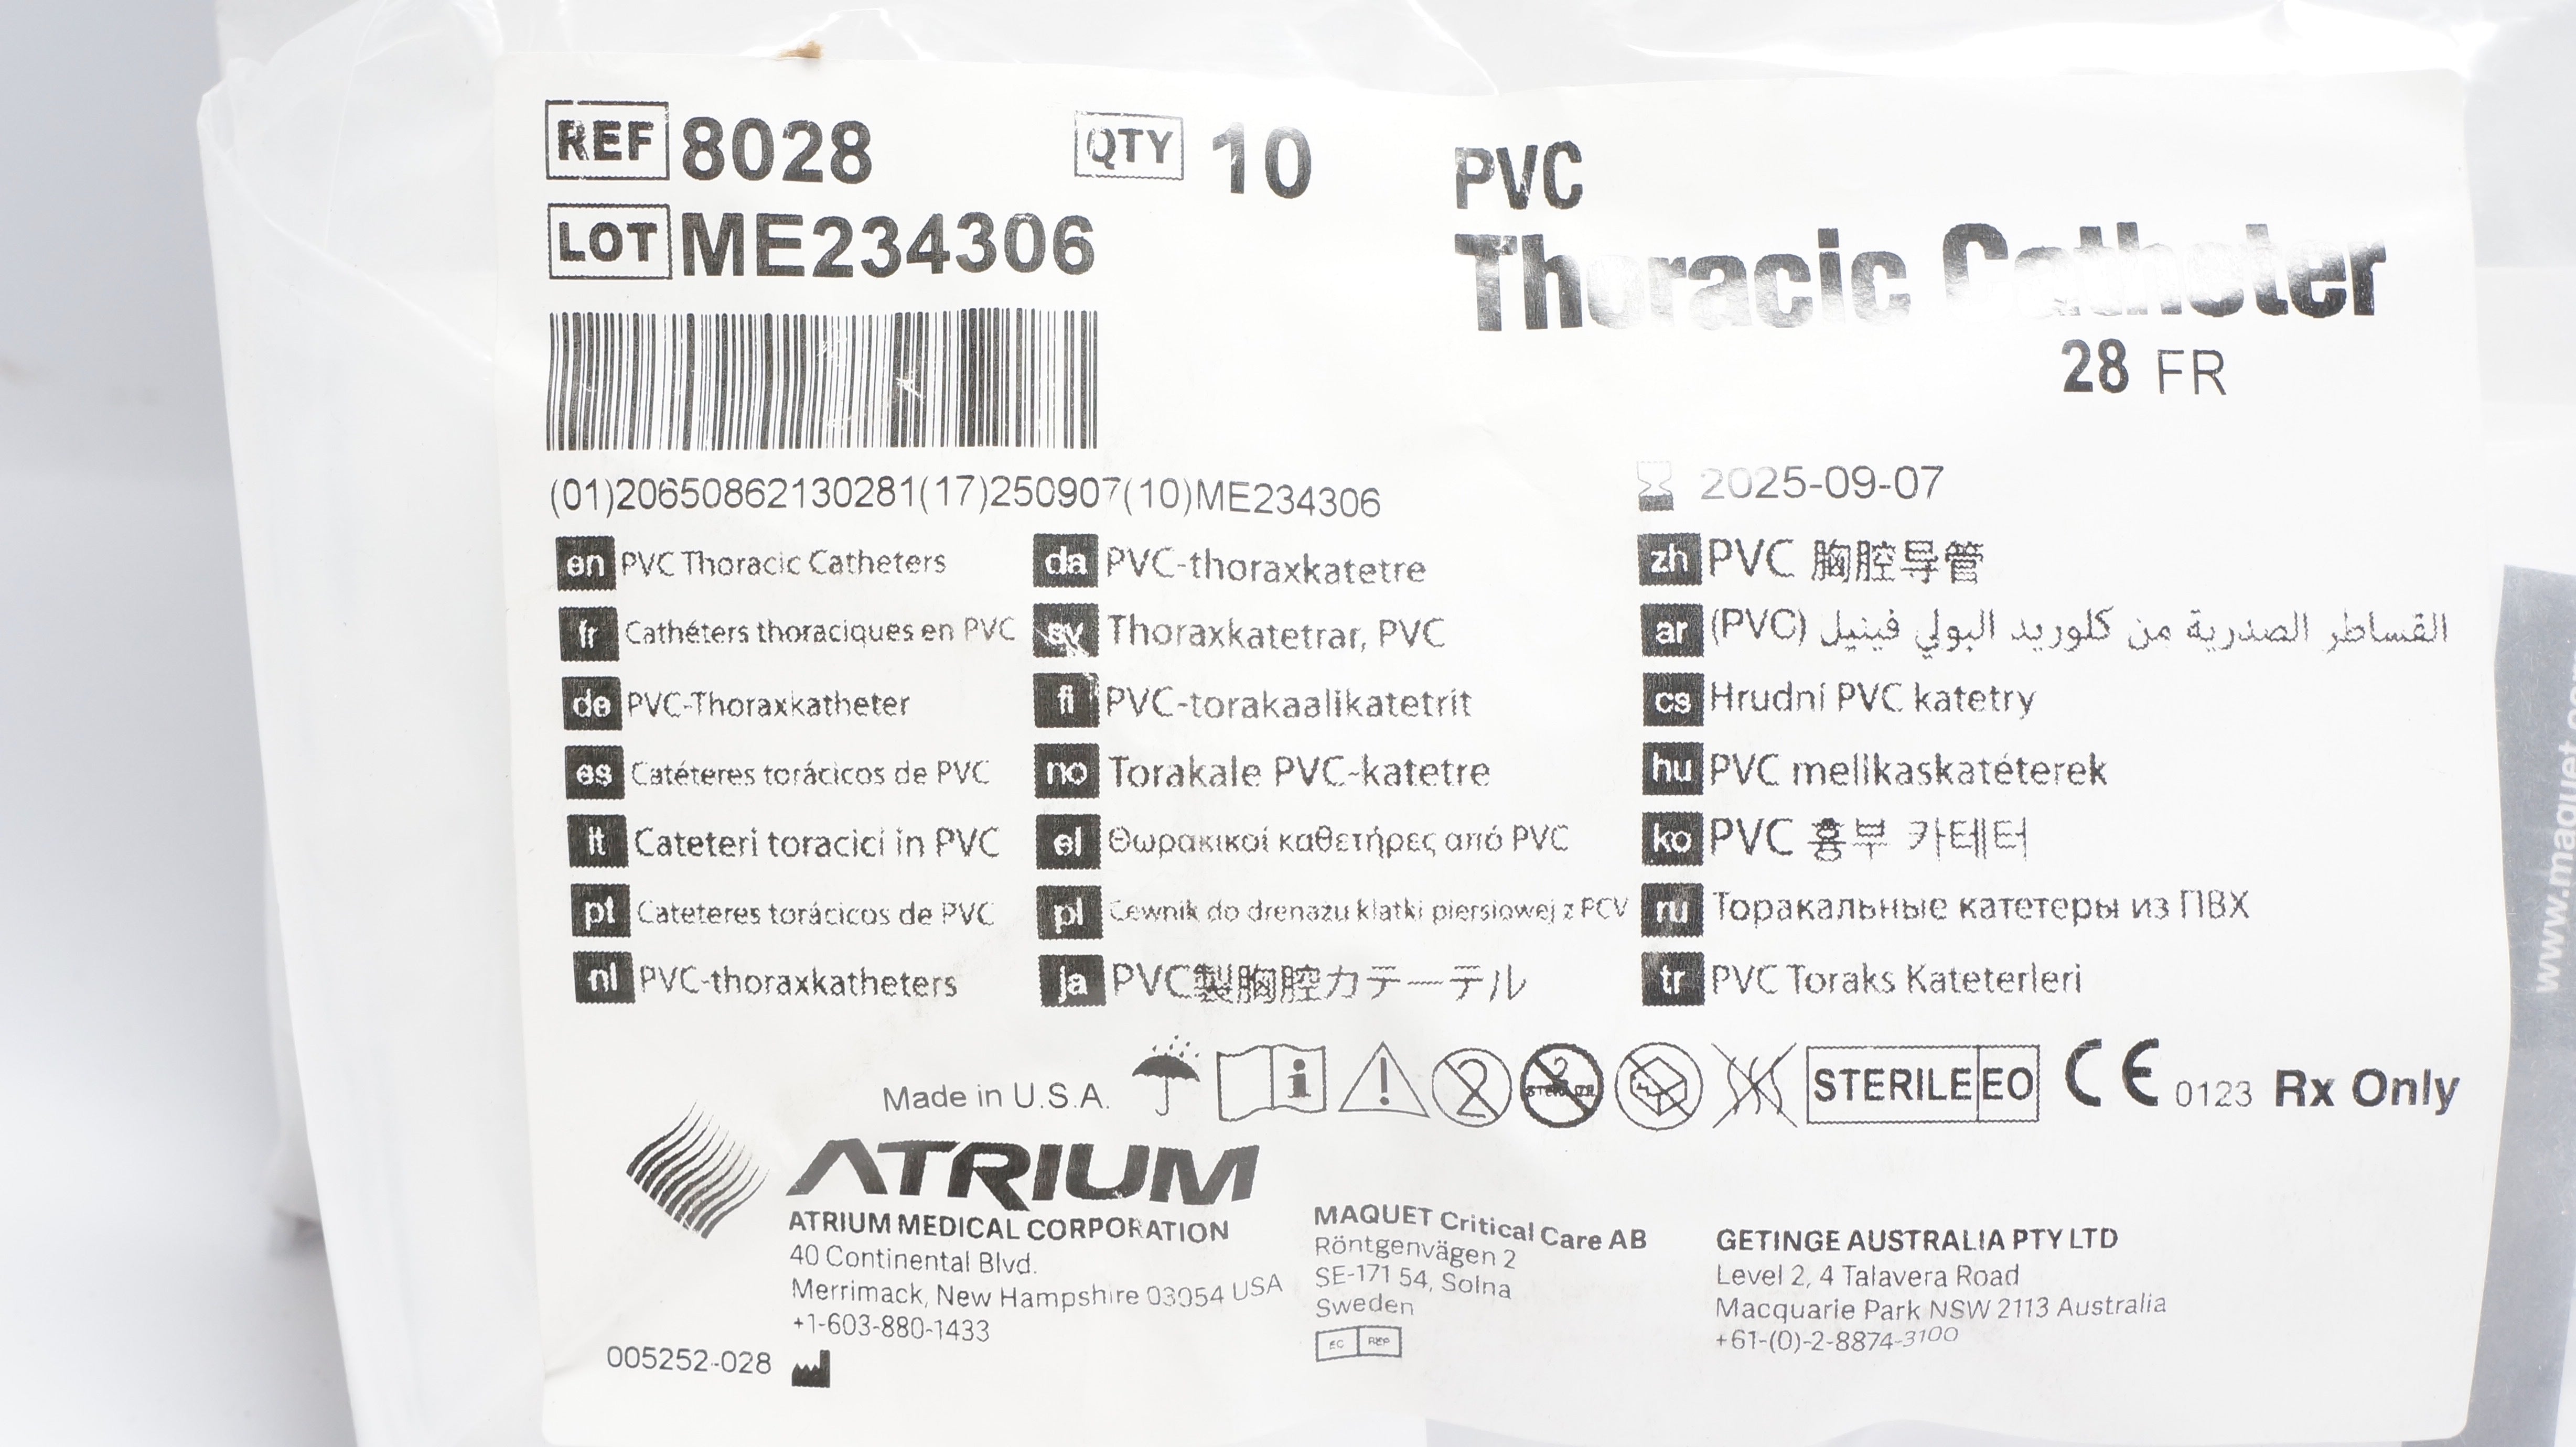 REF 8028
QTY 10
LOT ME234306
PVC
Thoracic Catheter
28 FR
(01)20650862130281(17)250907(10)ME234306
2025-09-07
en PVC Thoracic Catheters
fr Cathéters thoraciques en PVC
de PVC-Thoraxkatheter
es Catéteres torácicos de PVC
it Cateteri toracici in PVC
pt Cateteres torácicos de PVC
nl PVC-thoraxkatheters
da PVC-thoraxkatetre
sv Thoraxkatetrar, PVC
fi PVC-torakaalikatetrit
no Torakale PVC-katetre
el Θωρακικοί καθετήρες από PVC
pl Cewnik do drenażu klatki piersiowej z PCV
ja PVC製胸腔カテーテル
zh PVC 胸腔导管
ar القساطر الصدرية من كلوريد البولي فينيل (PVC)
cs Hrudní PVC katetry
hu PVC mellkaskatéterek
ko PVC 흉부 카테터
ru Торакальные катетеры из ПВХ
tr PVC Toraks Kateterleri
Made in U.S.A.
2
STERILE EO
CE 0123 Rx Only
ATRIUM
ATRIUM MEDICAL CORPORATION
40 Continental Blvd.
Merrimack, New Hampshire 03054 USA
+1-603-880-1433
005252-028
MAQUET Critical Care AB
Röntgenvägen 2
SE-171 54, Solna
Sweden
EC REP
GETINGE AUSTRALIA PTY LTD
Level 2, 4 Talavera Road
Macquarie Park NSW 2113 Australia
+61-(0)-2-8874-3100